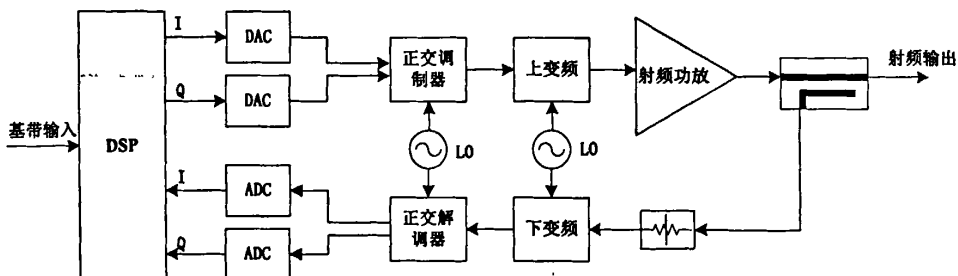 I
DAC
正交调
制器
上变频
射频功放
射频输出
Q
DAC
基带输入
DSP
LO
LO
I
ADC
正交解
调器
下变频
Q
ADC